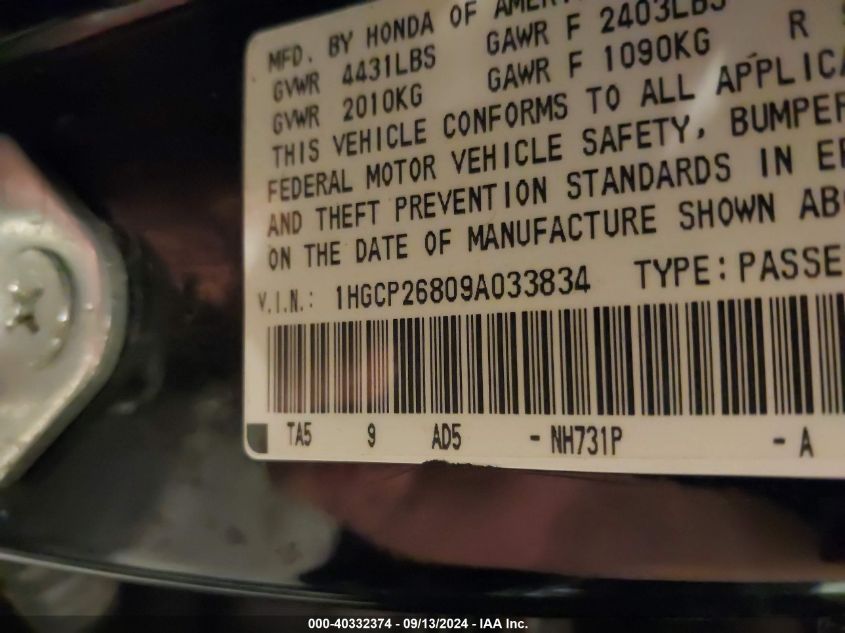 MFD. BY HONDA OF AMER
GVWR 4431LBS GAWR F 2403LBS
GVWR 2010KG GAWR F 1090KG R
THIS VEHICLE CONFORMS TO ALL APPLICA
FEDERAL MOTOR VEHICLE SAFETY, BUMPER
AND THEFT PREVENTION STANDARDS IN
ON THE DATE OF MANUFACTURE SHOWN AB
V.I.N.: 1HGCP26809A033834 TYPE: PASSE
TA5 9 AD5 - NH731P - A
000-40332374 - 09/13/2024 - IAA Inc.